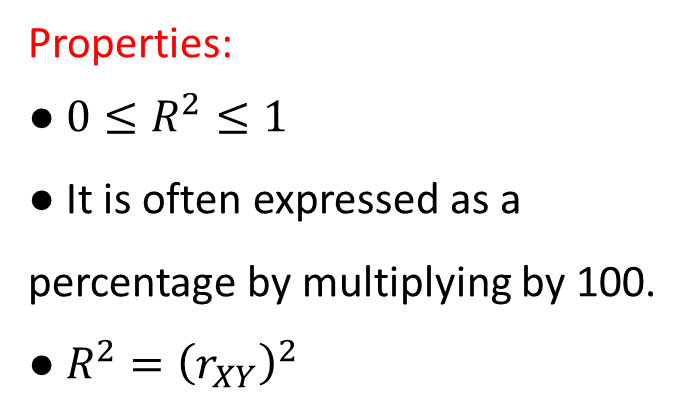 Properties:
● 0 ≤ R² ≤ 1
● It is often expressed as a
percentage by multiplying by 100.
● R² = (r_XY)²